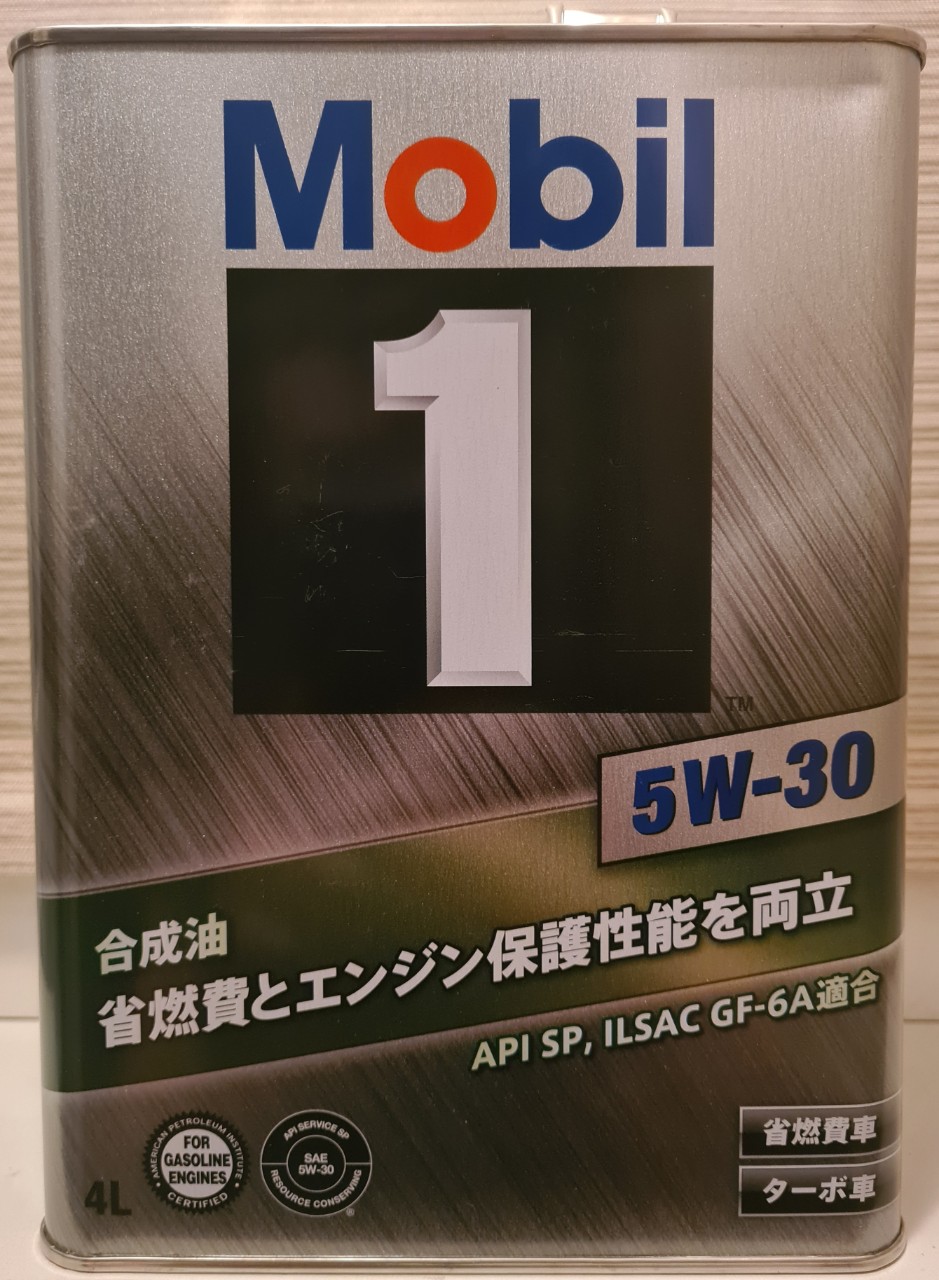 Mobil
1
TM
5W-30
合成油
省燃費とエンジン保護性能を両立
API SP, ILSAC GF-6A適合
省燃費車
ターボ車
4L
AMERICAN PETROLEUM INSTITUTE
FOR
GASOLINE
ENGINES
CERTIFIED
API SERVICE SP
SAE
5W-30
RESOURCE CONSERVING
®